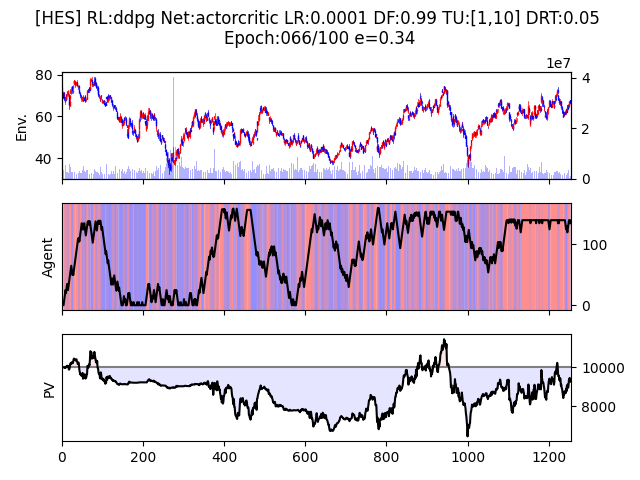 [HES] RL:ddpg Net:actorcritic LR:0.0001 DF:0.99 TU:[1,10] DRT:0.05
Epoch:066/100 e=0.34
1e7
80
60
40
Env.
4
2
0
Agent
100
0
PV
10000
8000
0 200 400 600 800 1000 1200